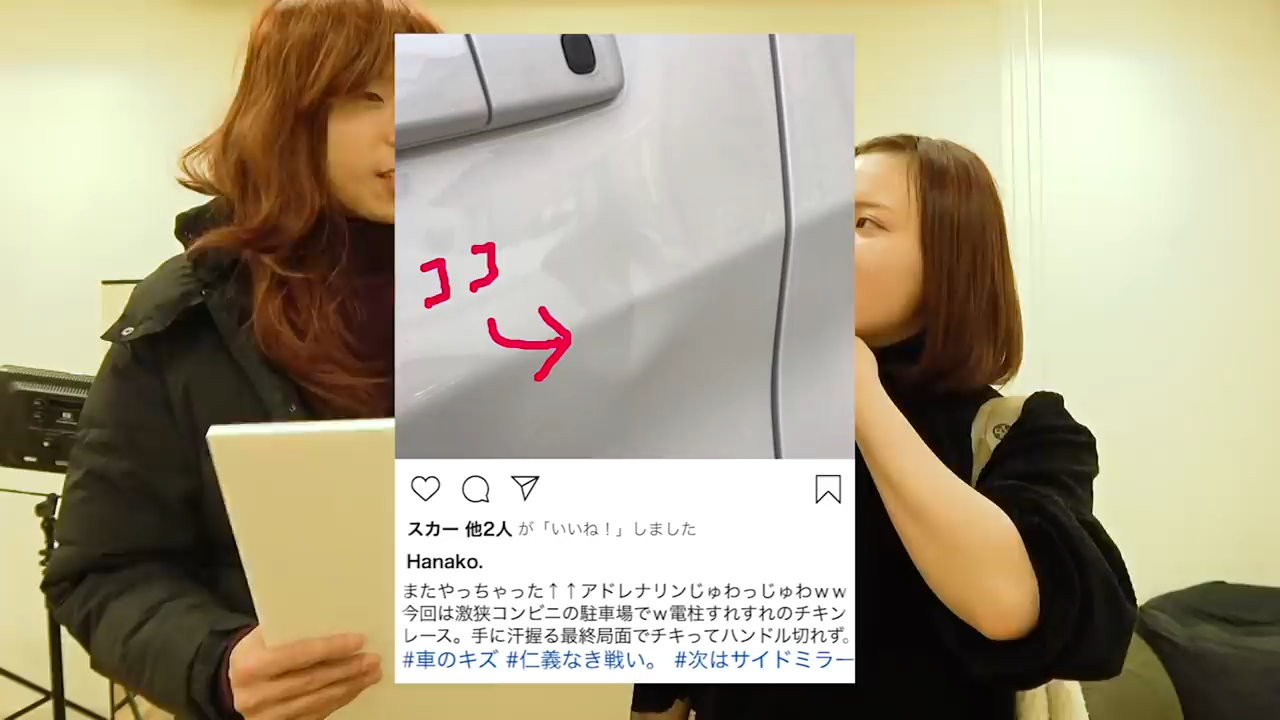 ココ
スカー 他2人 が「いいね！」しました
Hanako.
またやっちゃった↑↑アドレナリンじゅわっじゅわｗｗ
今回は激狭コンビニの駐車場でｗ電柱すれすれのチキン
レース。手に汗握る最終局面でチキってハンドル切れず。
#車のキズ #仁義なき戦い。 #次はサイドミラー